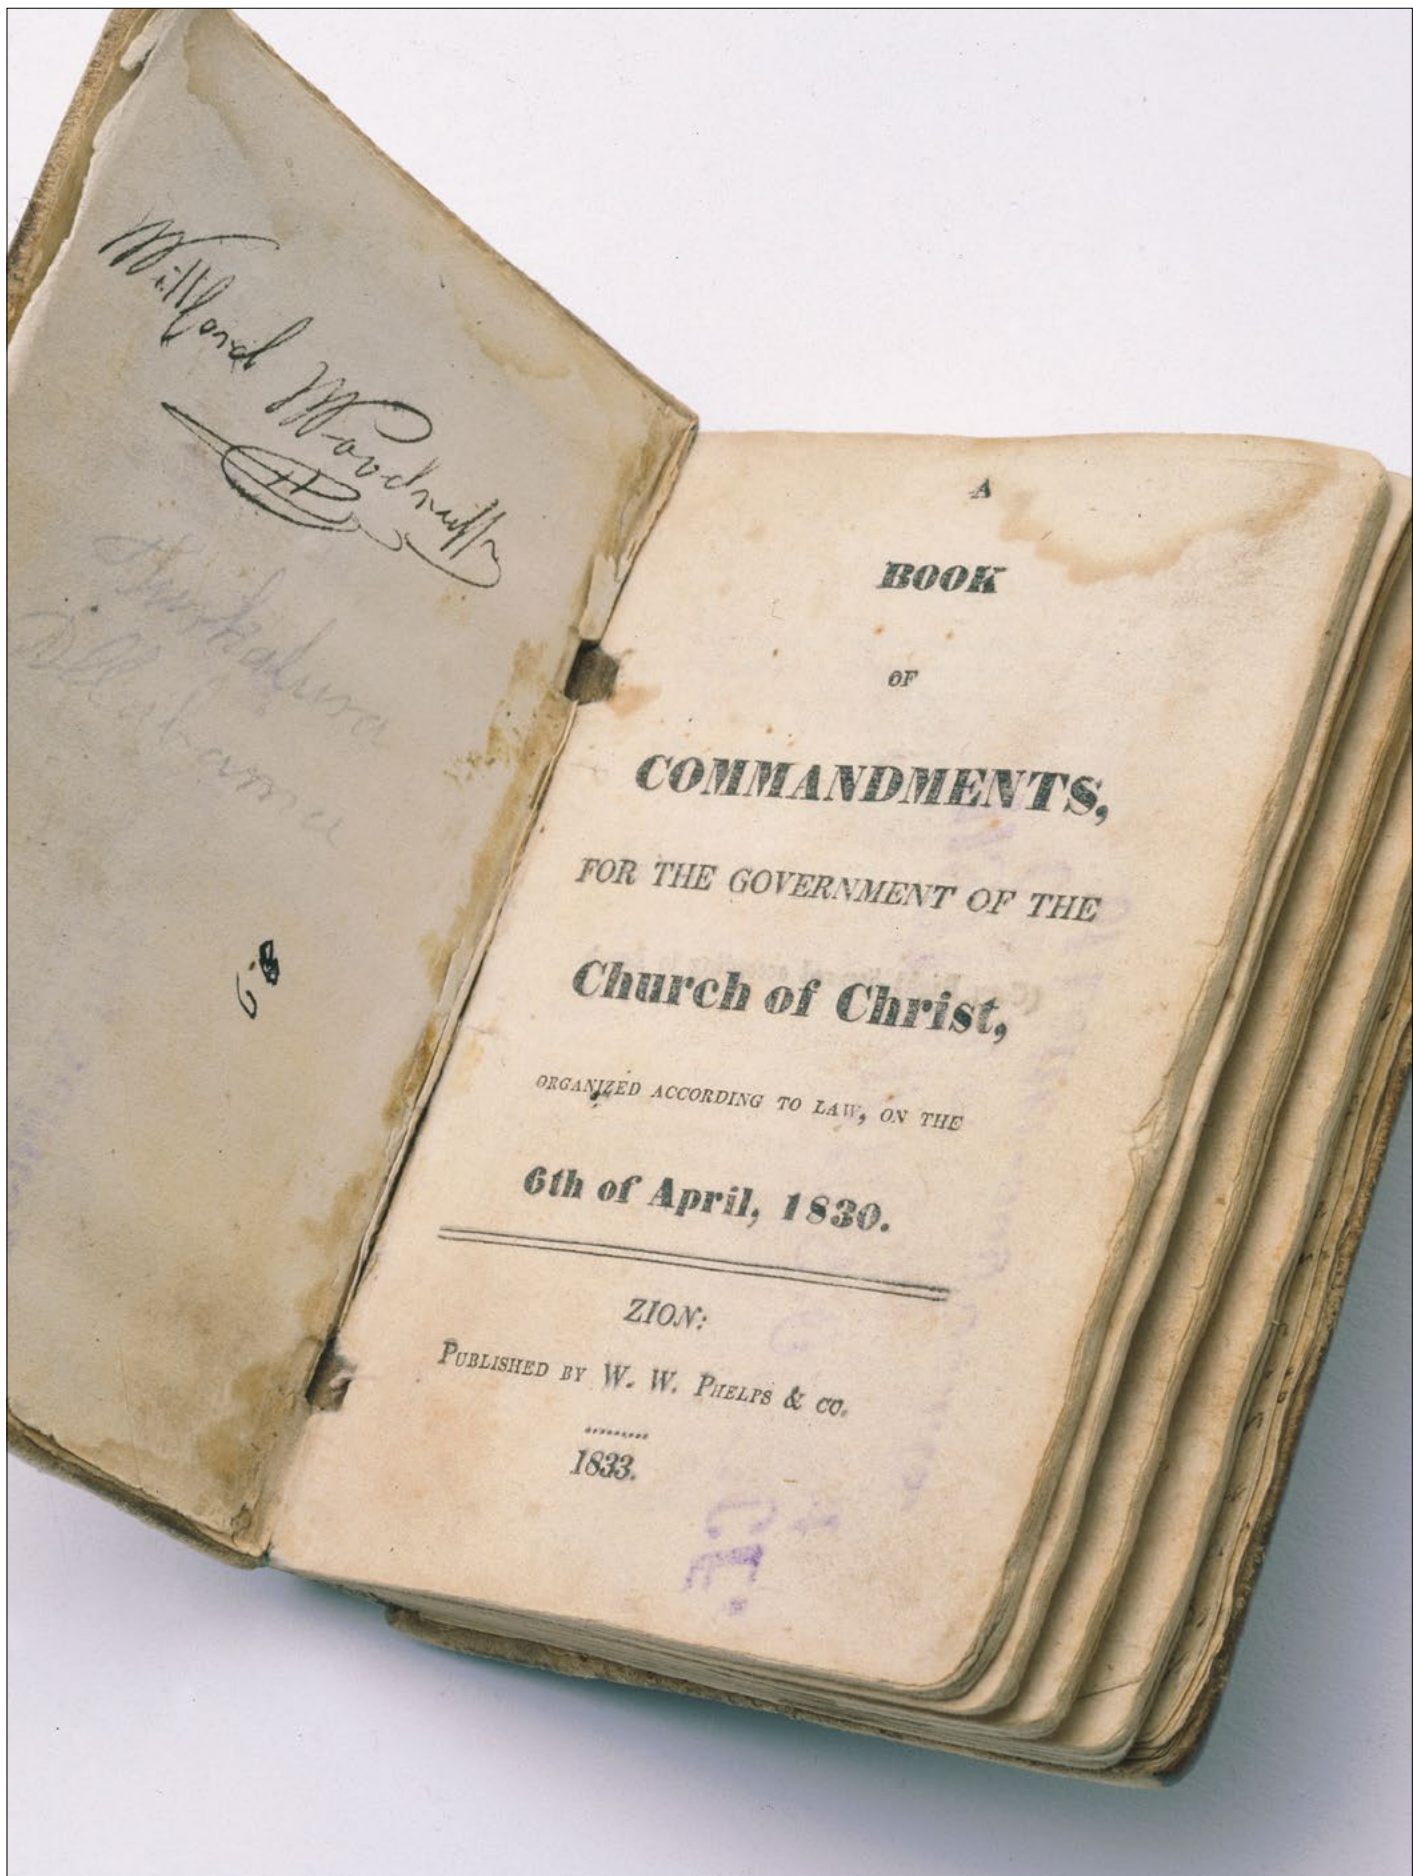 Willford Woodruff
A
BOOK
OF
COMMANDMENTS,
FOR THE GOVERNMENT OF THE
Church of Christ,
ORGANIZED ACCORDING TO LAW, ON THE
6th of April, 1830.
ZION:
PUBLISHED BY W. W. PHELPS & CO.
1833.